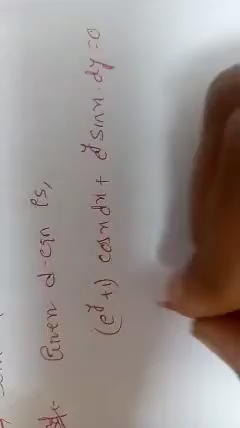 Given d-eqn is,
(e^y +1) cosx dx + e^y sinx . dy = 0